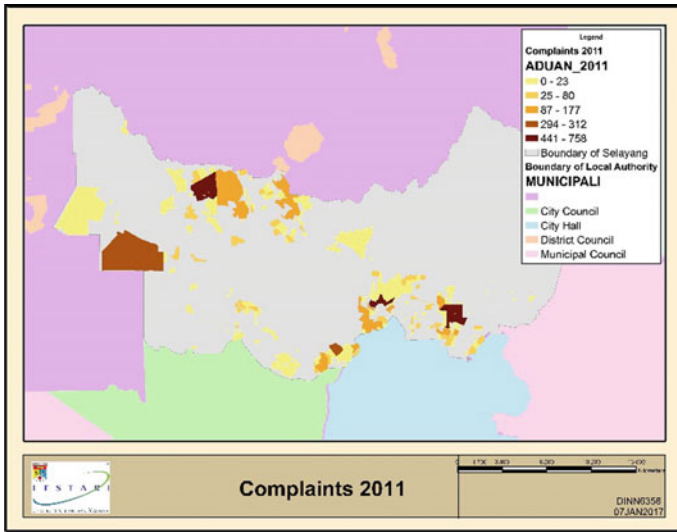 Legend
Complaints 2011
ADUAN_2011
0 - 23
25 - 80
87 - 177
294 - 312
441 - 758
Boundary of Selayang
Boundary of Local Authority
MUNICIPALI
City Council
City Hall
District Council
Municipal Council
LESTARI
Complaints 2011
DINN6358
07JAN2017